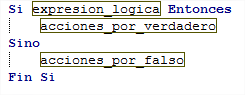 Si expresion_logica Entonces
acciones_por_verdadero
Sino
acciones_por_falso
Fin Si